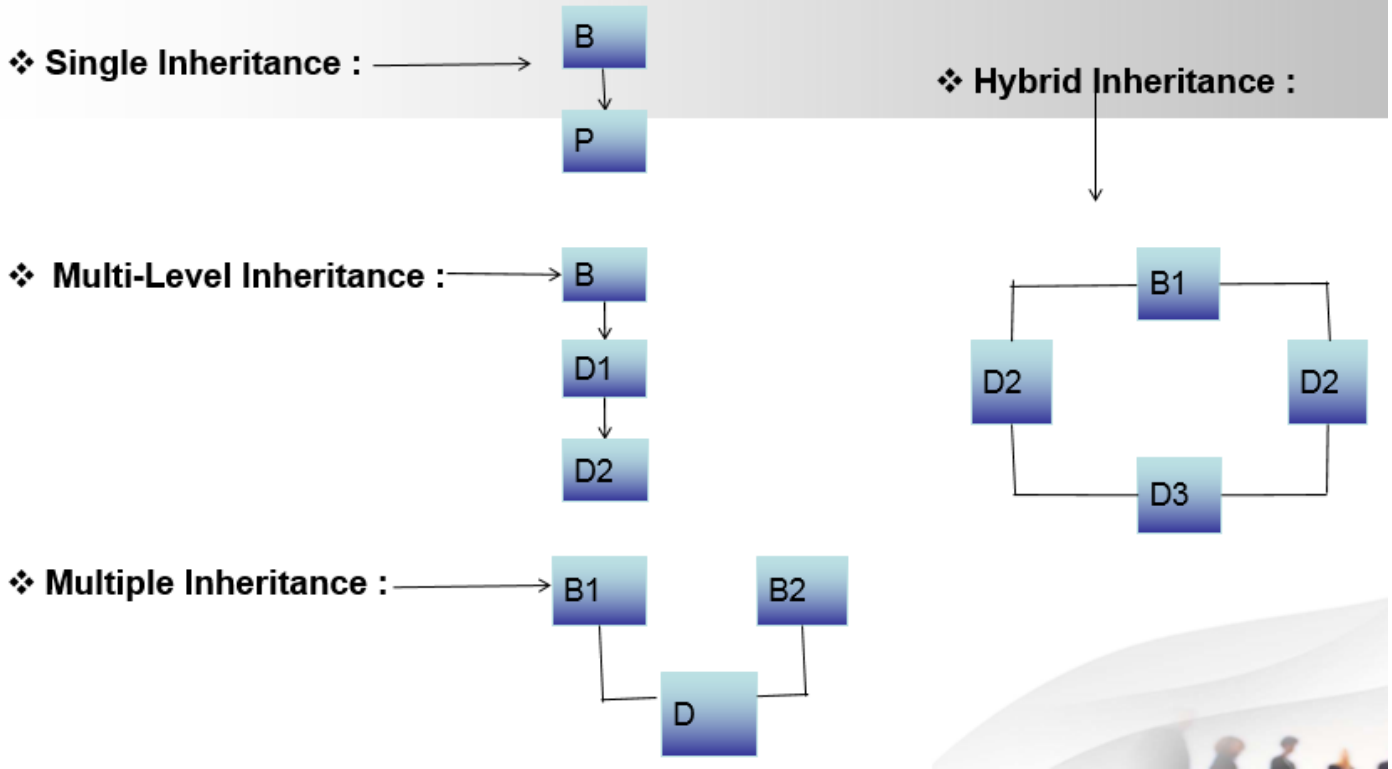 ❖ Single Inheritance :
B
P
❖ Hybrid Inheritance :
B1
D2
D2
D3
❖ Multi-Level Inheritance :
B
D1
D2
❖ Multiple Inheritance :
B1
B2
D